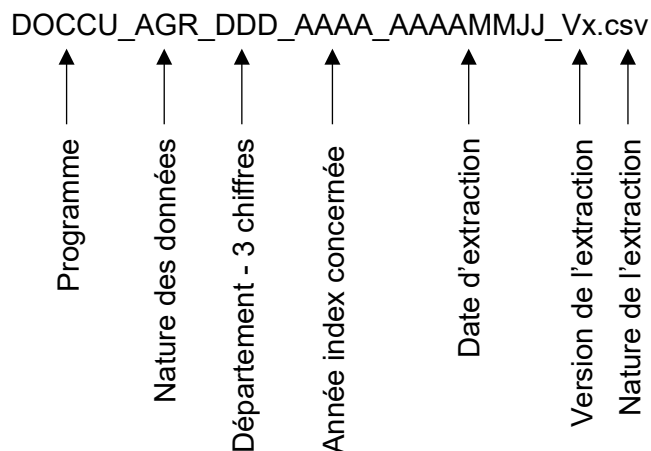 DOCCU_AGR_DDD_AAAA_AAAAMMJJ_Vx.csv
Programme
Nature des données
Département - 3 chiffres
Année index concernée
Date d’extraction
Version de l’extraction
Nature de l’extraction